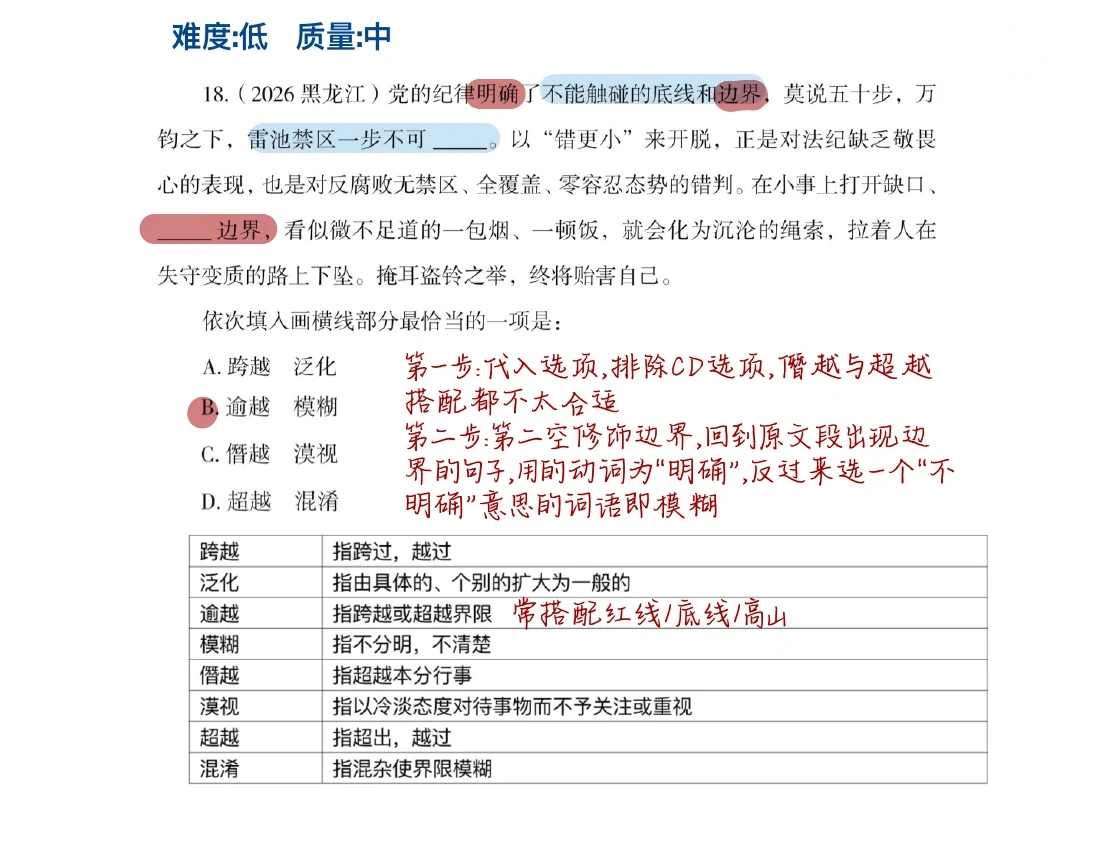 难度:低 质量:中
18.（2026 黑龙江）党的纪律明确了不能触碰的底线和边界，莫说五十步，万
钧之下，雷池禁区一步不可 _____。以“错更小”来开脱，正是对法纪缺乏敬畏
心的表现，也是对反腐败无禁区、全覆盖、零容忍态势的错判。在小事上打开缺口、
_____ 边界，看似微不足道的一包烟、一顿饭，就会化为沉沦的绳索，拉着人在
失守变质的路上下坠。掩耳盗铃之举，终将贻害自己。
依次填入画横线部分最恰当的一项是：
A. 跨越 泛化
B. 逾越 模糊
C. 僭越 漠视
D. 超越 混淆
第一步:代入选项,排除CD选项,僭越与超越
搭配都不太合适
第二步:第二空修饰边界,回到原文段出现边
界的句子,用的动词为“明确”,反过来选一个“不
明确”意思的词语即模糊
跨越 指跨过，越过
泛化 指由具体的、个别的扩大为一般的
逾越 指跨越或超越界限 常搭配红线/底线/高山
模糊 指不分明，不清楚
僭越 指超越本分行事
漠视 指以冷淡态度对待事物而不予关注或重视
超越 指超出，越过
混淆 指混杂使界限模糊